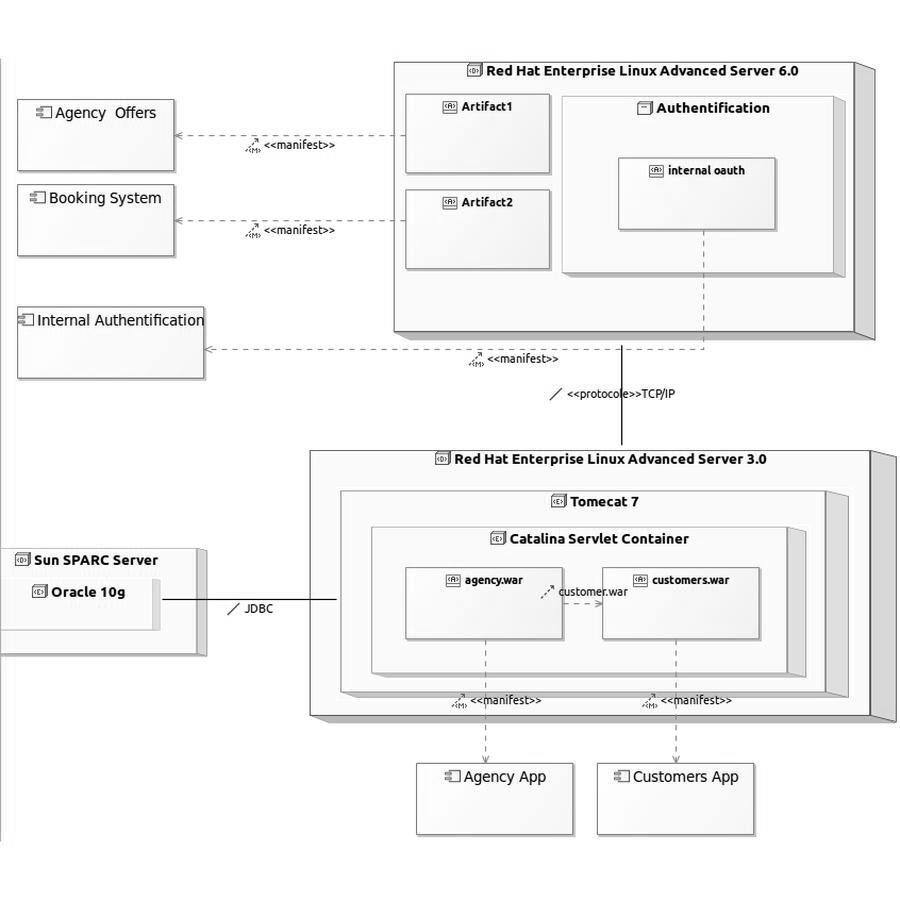 Red Hat Enterprise Linux Advanced Server 6.0
Agency  Offers
Artifact1
Authentification
<<manifest>>
internal oauth
Booking System
Artifact2
<<manifest>>
Internal Authentification
<<manifest>>
<<protocole>>TCP/IP
Red Hat Enterprise Linux Advanced Server 3.0
Tomecat 7
Catalina Servlet Container
Sun SPARC Server
Oracle 10g
JDBC
agency.war
customer.war
customers.war
<<manifest>>
<<manifest>>
Agency App
Customers App